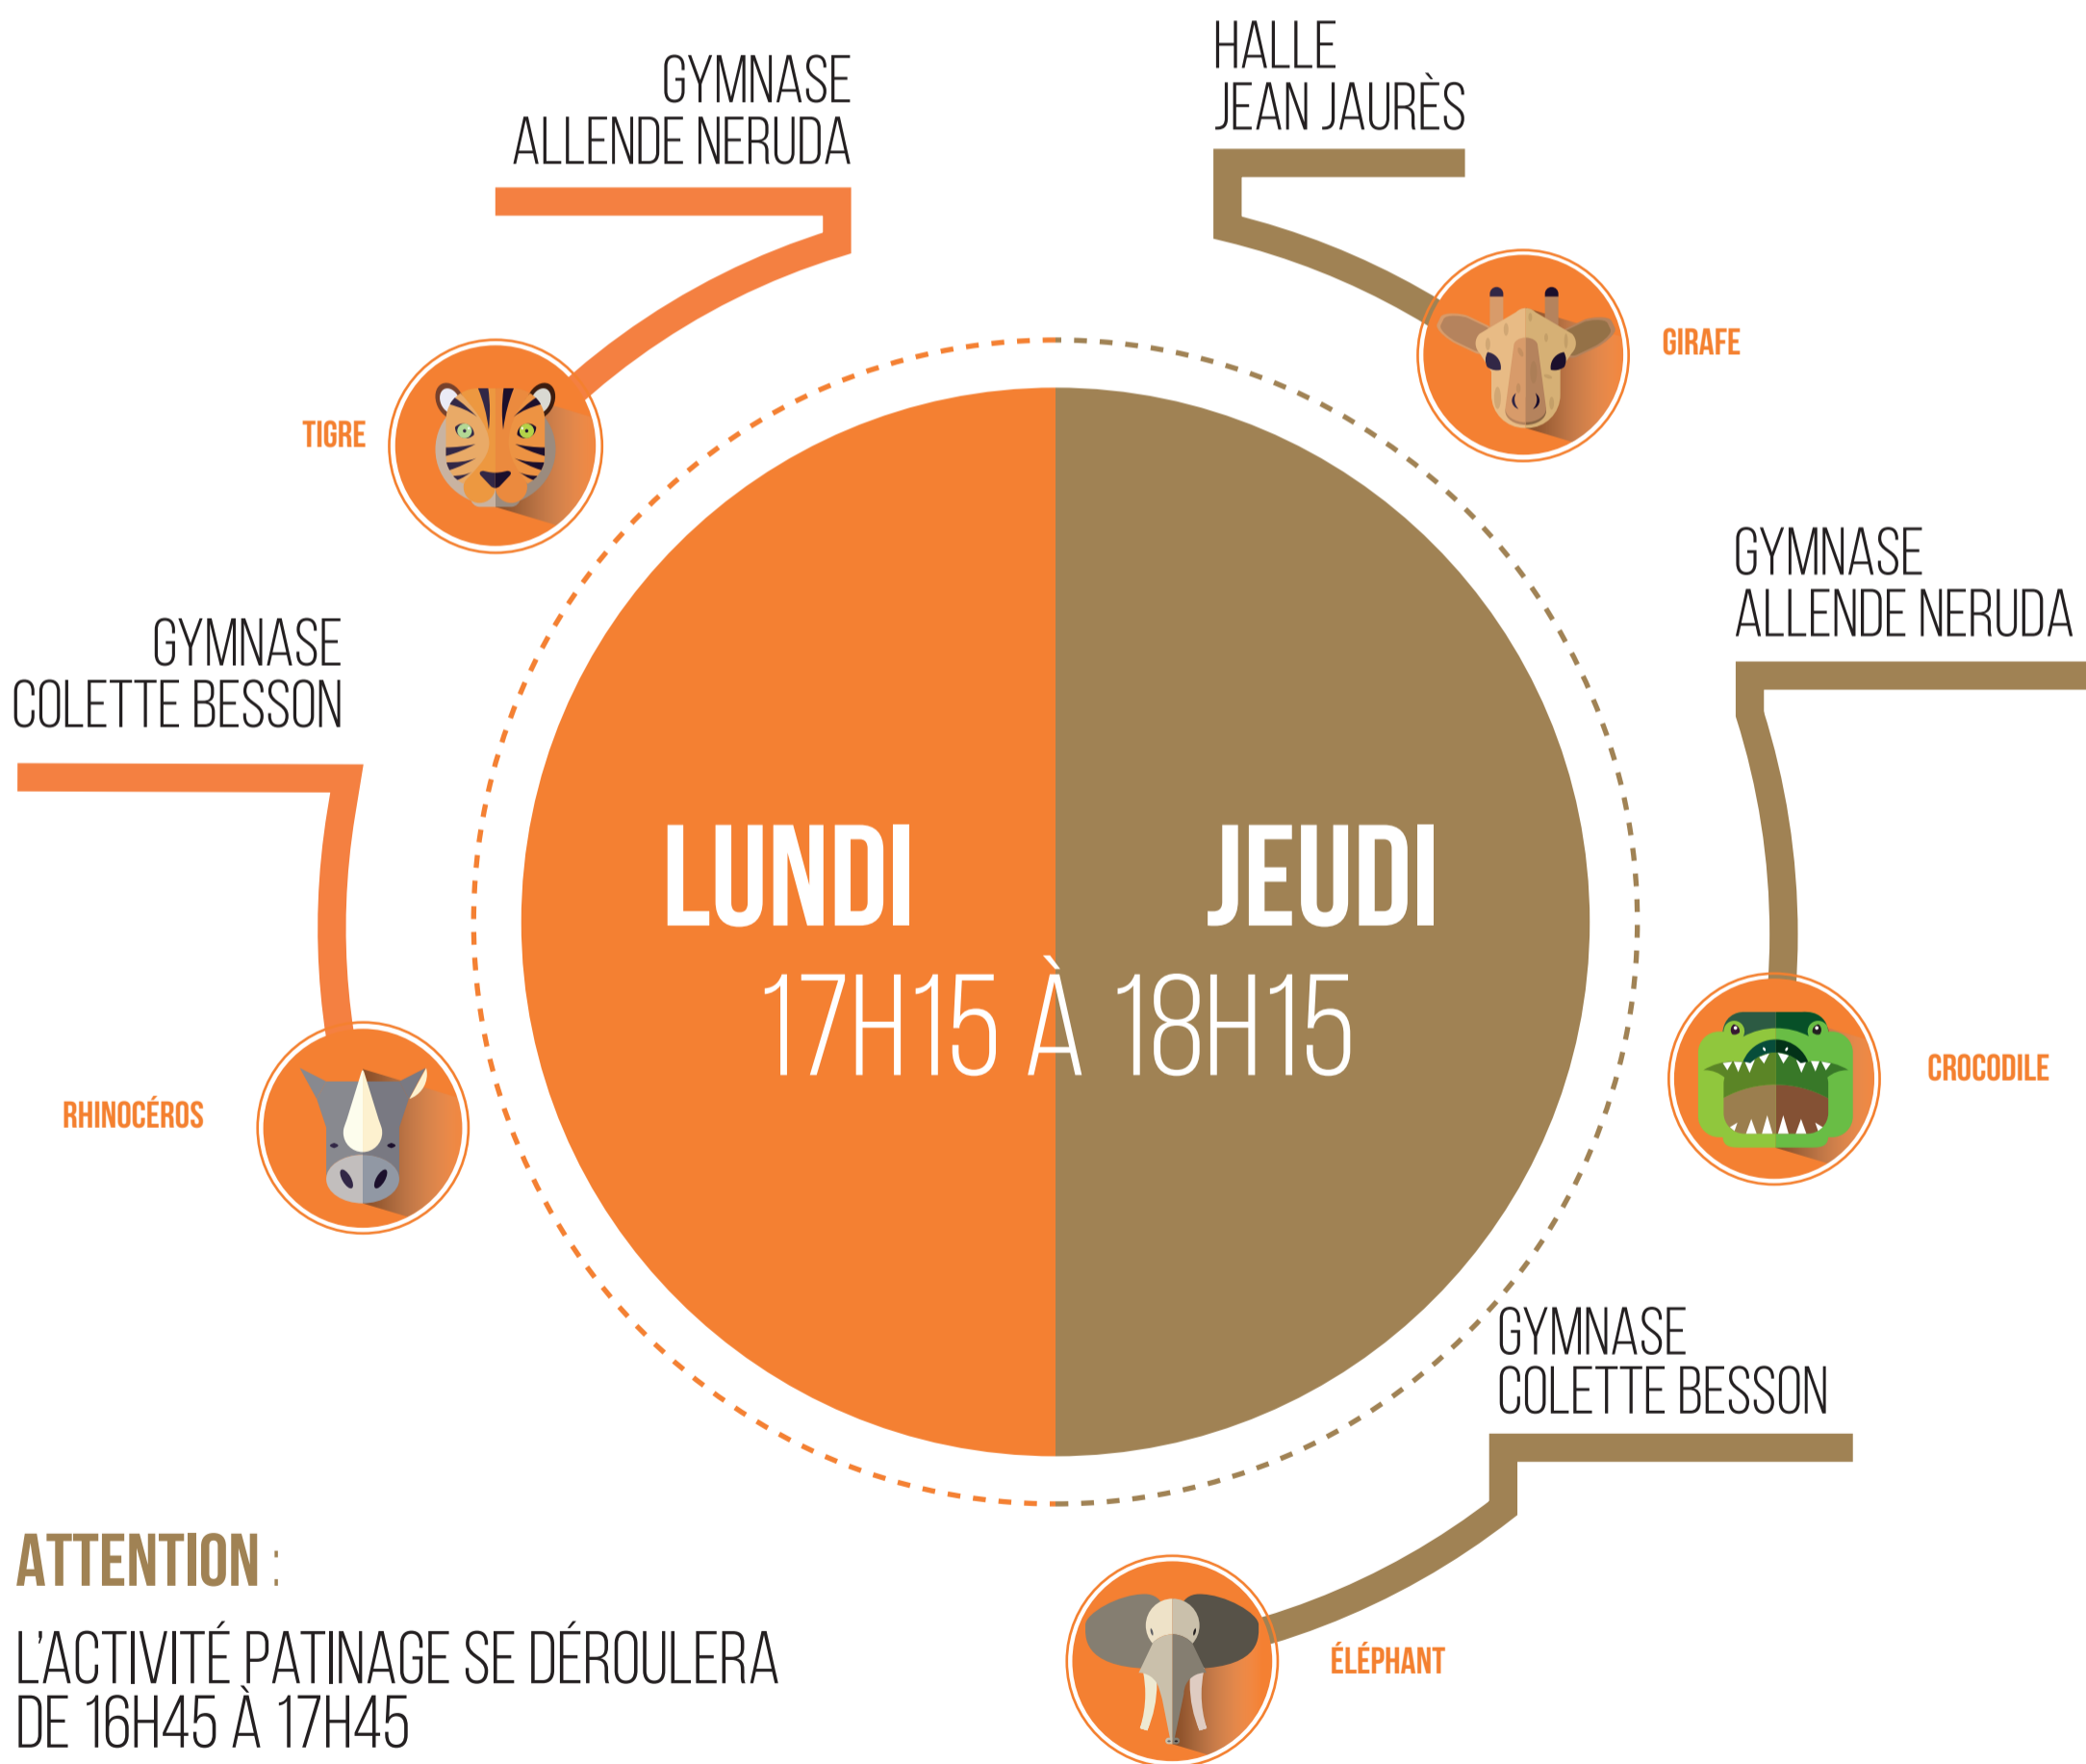 HALLE
JEAN JAURÈS
GYMNASE
ALLENDE NERUDA
GIRAFE
TIGRE
GYMNASE
ALLENDE NERUDA
GYMNASE
COLETTE BESSON
LUNDI
JEUDI
17H15 À 18H15
CROCODILE
RHINOCÉROS
GYMNASE
COLETTE BESSON
ÉLÉPHANT
ATTENTION :
L'ACTIVITÉ PATINAGE SE DÉROULERA
DE 16H45 À 17H45